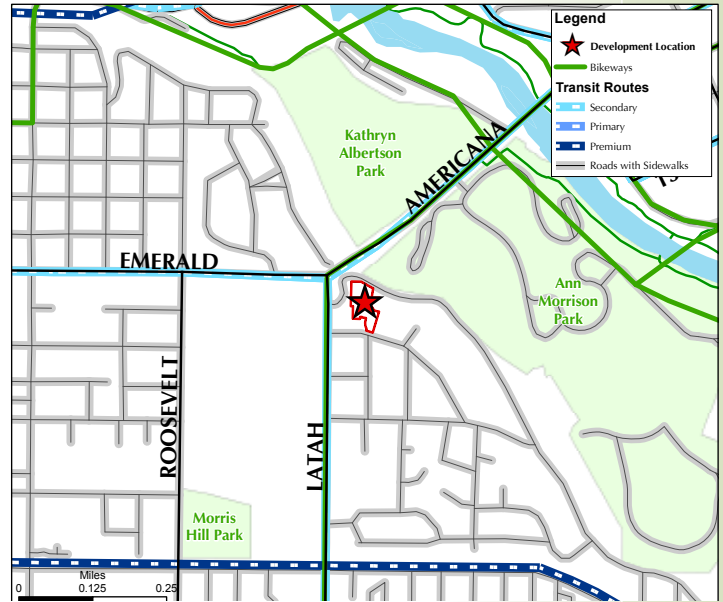 Legend
Development Location
Bikeways
Transit Routes
Secondary
Primary
Premium
Roads with Sidewalks
Kathryn
Albertson
Park
AMERICANA
EMERALD
Ann
Morrison
Park
ROOSEVELT
LATAH
Morris
Hill Park
Miles
0 0.125 0.25